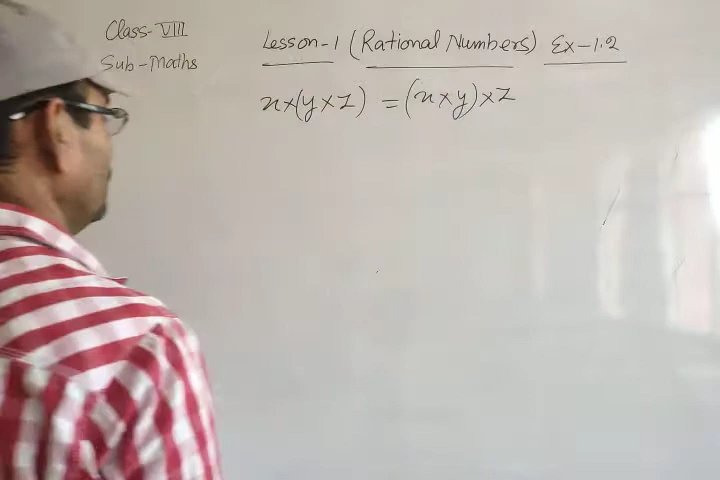 Class-VIII
Sub-Maths
Lesson-1 (Rational Numbers) Ex-1.2
x×(y×z) =(x×y)×z